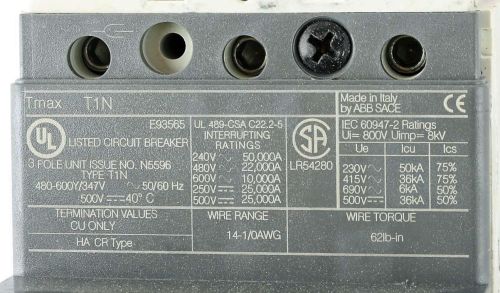 Tmax T1N
Made in Italy
by ABB SACE
CE
E93565
UL
LISTED CIRCUIT BREAKER
3 POLE UNIT ISSUE NO. N5596
TYPE T1N
480-600Y/347V ~ 50/60 Hz
500V ⎓ 40° C
UL 489-CSA C22.2-5
INTERRUPTING
RATINGS
240V ~ 50,000A
480V ~ 22,000A
600V ~ 10,000A
250V ⎓ 25,000A
500V ⎓ 25,000A
SA
LR54280
IEC 60947-2 Ratings
Ui= 800V Uimp= 8kV
Ue Icu Ics
230V ~ 50kA 75%
415V ~ 36kA 75%
690V ~ 6kA 50%
500V ⎓ 36kA 50%
TERMINATION VALUES
CU ONLY
HACR Type
WIRE RANGE
14-1/0AWG
WIRE TORQUE
62lb-in